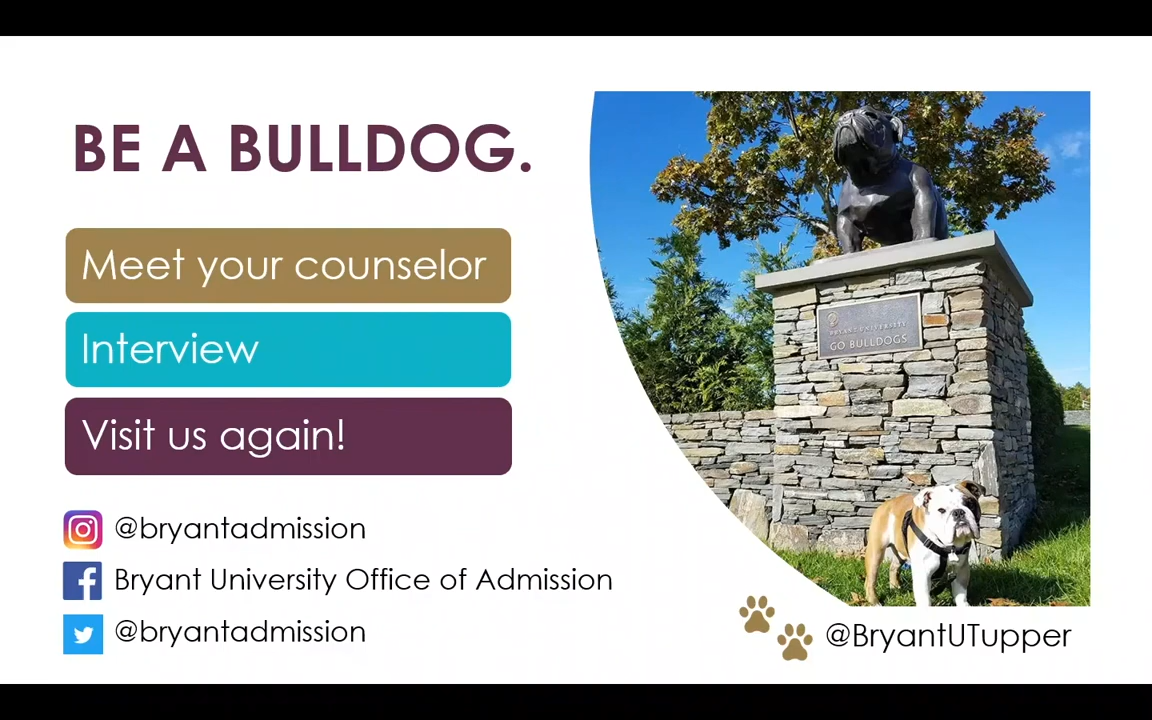 BE A BULLDOG.
Meet your counselor
Interview
Visit us again!
@bryantadmission
Bryant University Office of Admission
@bryantadmission
BRYANT UNIVERSITY
GO BULLDOGS
@BryantUTupper